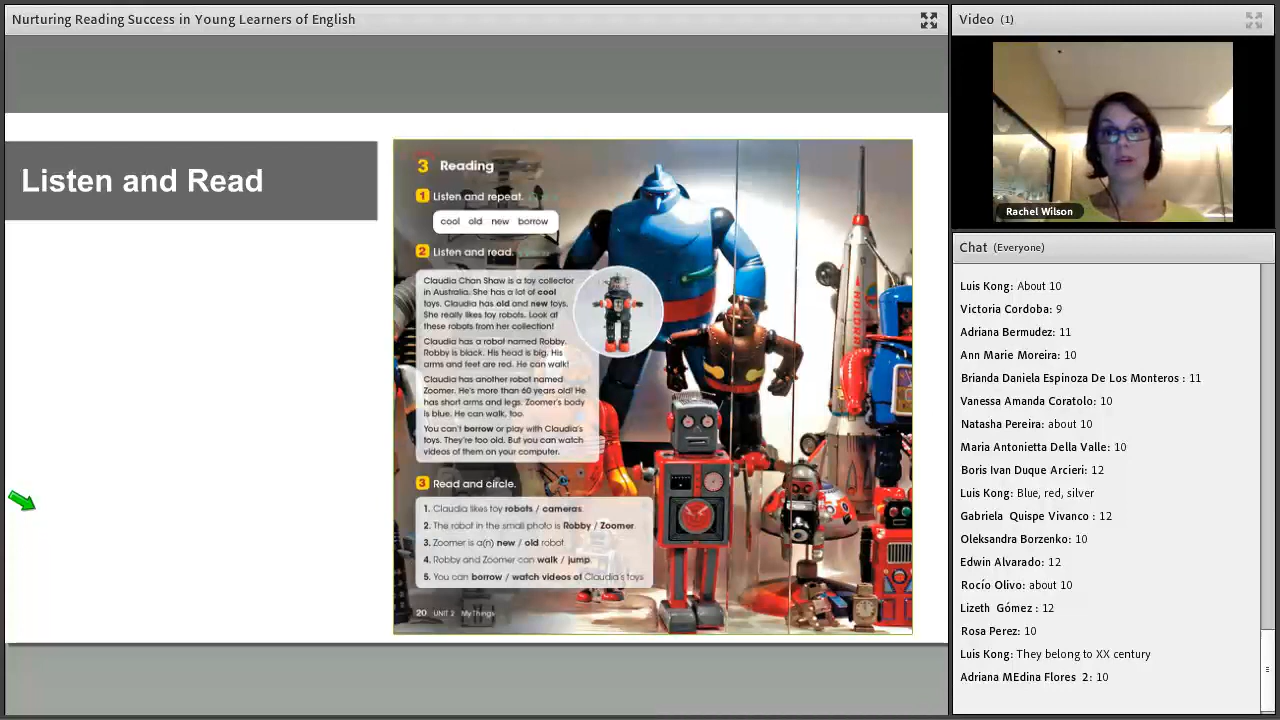 Nurturing Reading Success in Young Learners of English
Listen and Read
3 Reading
1 Listen and repeat.
cool old new borrow
2 Listen and read.
Claudia Chan Shaw is a toy collector
in Australia. She has a lot of cool
toys. Claudia has old and new toys.
She really likes toy robots. Look at
these robots from her collection!
Claudia has a robot named Robby.
Robby is black. His head is big. His
arms and feet are red. He can walk!
Claudia has another robot named
Zoomer. He's more than 60 years old! He
has short arms and legs. Zoomer's body
is blue. He can walk, too.
You can't borrow or play with Claudia's
toys. They're too old. But you can watch
videos of them on your computer.
3 Read and circle.
1. Claudia likes toy robots / cameras.
2. The robot in the small photo is Robby / Zoomer.
3. Zoomer is a(n) new / old robot
4. Robby and Zoomer can walk / jump.
5. You can borrow / watch videos of Claudia's toys
20 UNIT 2 My Things
Video (1)
Rachel Wilson
Chat (Everyone)
Luis Kong: About 10
Victoria Cordoba: 9
Adriana Bermudez: 11
Ann Marie Moreira: 10
Brianda Daniela Espinoza De Los Monteros : 11
Vanessa Amanda Coratolo: 10
Natasha Pereira: about 10
Maria Antonietta Della Valle: 10
Boris Ivan Duque Arcieri: 12
Luis Kong: Blue, red, silver
Gabriela Quispe Vivanco : 12
Oleksandra Borzenko: 10
Edwin Alvarado: 12
Rocío Olivo: about 10
Lizeth Gómez : 12
Rosa Perez: 10
Luis Kong: They belong to XX century
Adriana MEdina Flores 2: 10